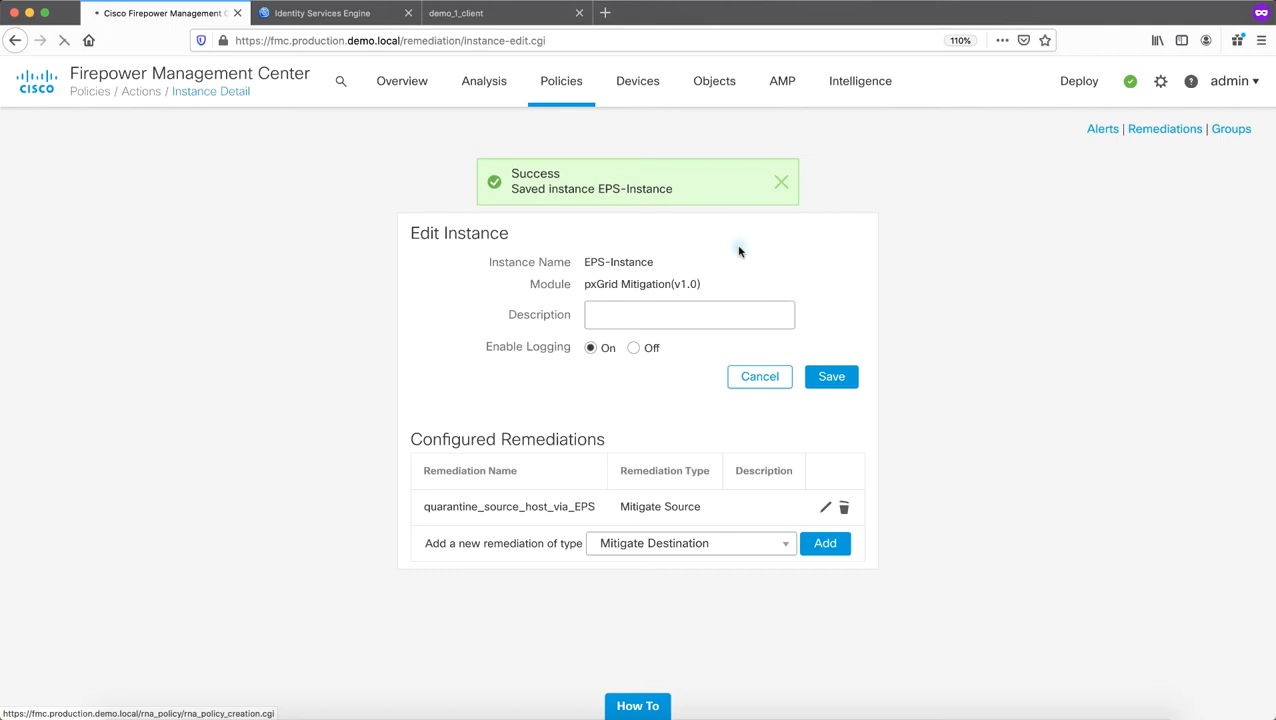 Cisco Firepower Management C
Identity Services Engine
demo_1_client
https://fmc.production.demo.local/remediation/instance-edit.cgi
110%
cisco
Firepower Management Center
Policies / Actions / Instance Detail
Overview
Analysis
Policies
Devices
Objects
AMP
Intelligence
Deploy
admin
Alerts | Remediations | Groups
Success
Saved instance EPS-Instance
Edit Instance
Instance Name EPS-Instance
Module pxGrid Mitigation(v1.0)
Description
Enable Logging On Off
Cancel Save
Configured Remediations
Remediation Name Remediation Type Description
quarantine_source_host_via_EPS Mitigate Source
Add a new remediation of type Mitigate Destination Add
How To
https://fmc.production.demo.local/rna_policy/rna_policy_creation.cgi